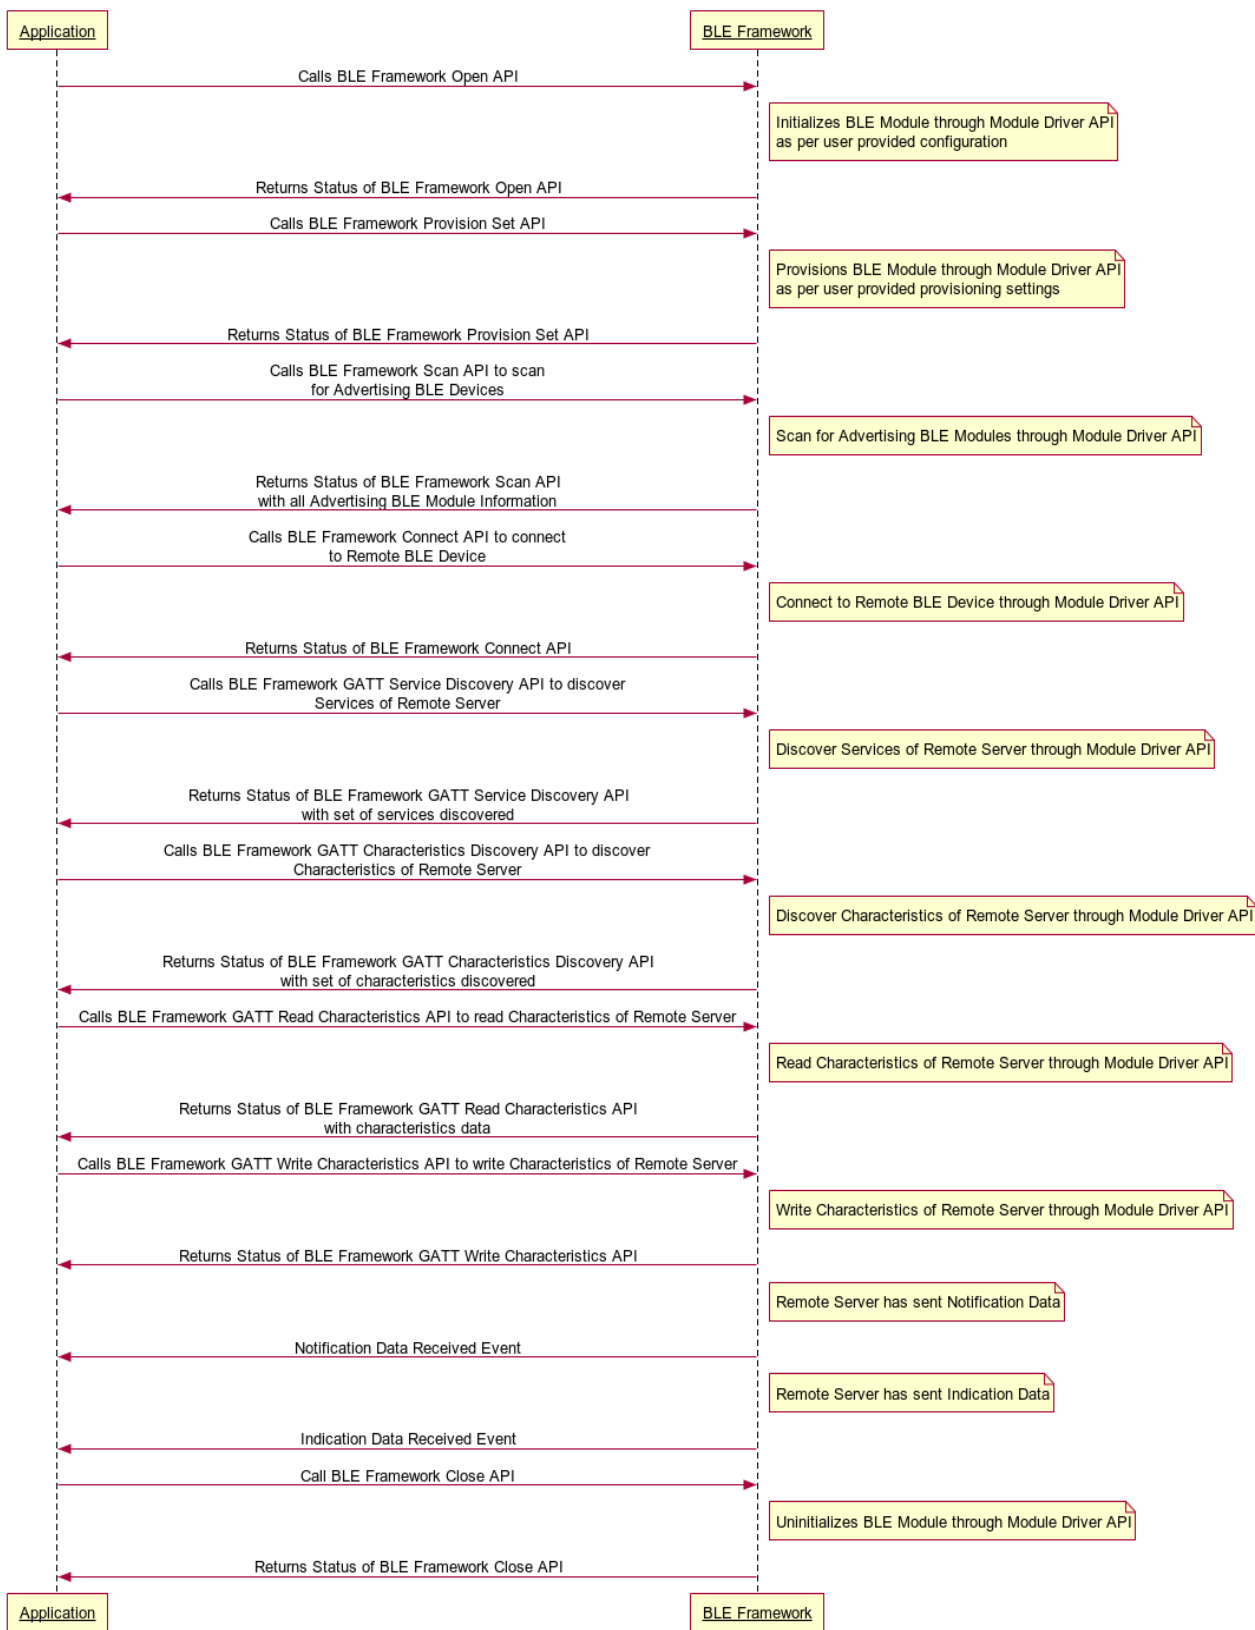 Application
BLE Framework
Calls BLE Framework Open API
Initializes BLE Module through Module Driver API
as per user provided configuration
Returns Status of BLE Framework Open API
Calls BLE Framework Provision Set API
Provisions BLE Module through Module Driver API
as per user provided provisioning settings
Returns Status of BLE Framework Provision Set API
Calls BLE Framework Scan API to scan
for Advertising BLE Devices
Scan for Advertising BLE Modules through Module Driver API
Returns Status of BLE Framework Scan API
with all Advertising BLE Module Information
Calls BLE Framework Connect API to connect
to Remote BLE Device
Connect to Remote BLE Device through Module Driver API
Returns Status of BLE Framework Connect API
Calls BLE Framework GATT Service Discovery API to discover
Services of Remote Server
Discover Services of Remote Server through Module Driver API
Returns Status of BLE Framework GATT Service Discovery API
with set of services discovered
Calls BLE Framework GATT Characteristics Discovery API to discover
Characteristics of Remote Server
Discover Characteristics of Remote Server through Module Driver API
Returns Status of BLE Framework GATT Characteristics Discovery API
with set of characteristics discovered
Calls BLE Framework GATT Read Characteristics API to read Characteristics of Remote Server
Read Characteristics of Remote Server through Module Driver API
Returns Status of BLE Framework GATT Read Characteristics API
with characteristics data
Calls BLE Framework GATT Write Characteristics API to write Characteristics of Remote Server
Write Characteristics of Remote Server through Module Driver API
Returns Status of BLE Framework GATT Write Characteristics API
Remote Server has sent Notification Data
Notification Data Received Event
Remote Server has sent Indication Data
Indication Data Received Event
Call BLE Framework Close API
Uninitializes BLE Module through Module Driver API
Returns Status of BLE Framework Close API
Application
BLE Framework